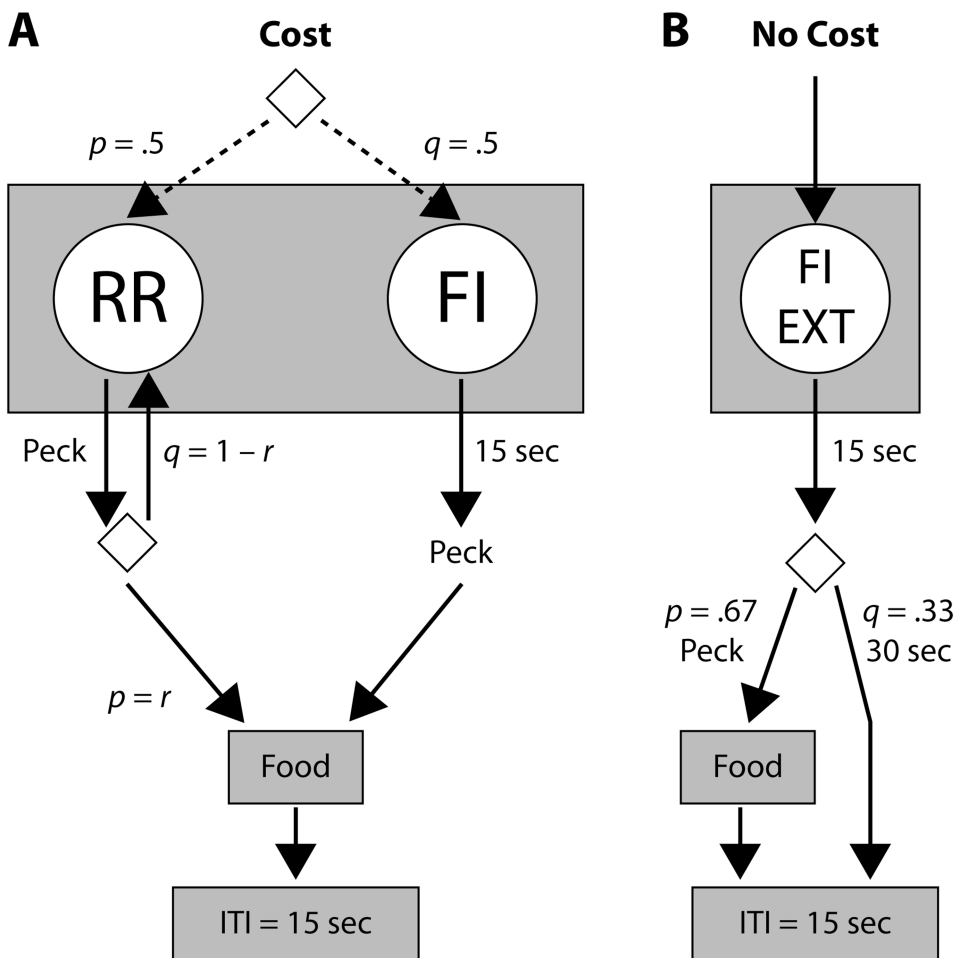 A
Cost
p = .5
q = .5
RR
FI
Peck
q = 1 – r
15 sec
Peck
p = r
Food
ITI = 15 sec
B
No Cost
FI
EXT
15 sec
p = .67
Peck
q = .33
30 sec
Food
ITI = 15 sec